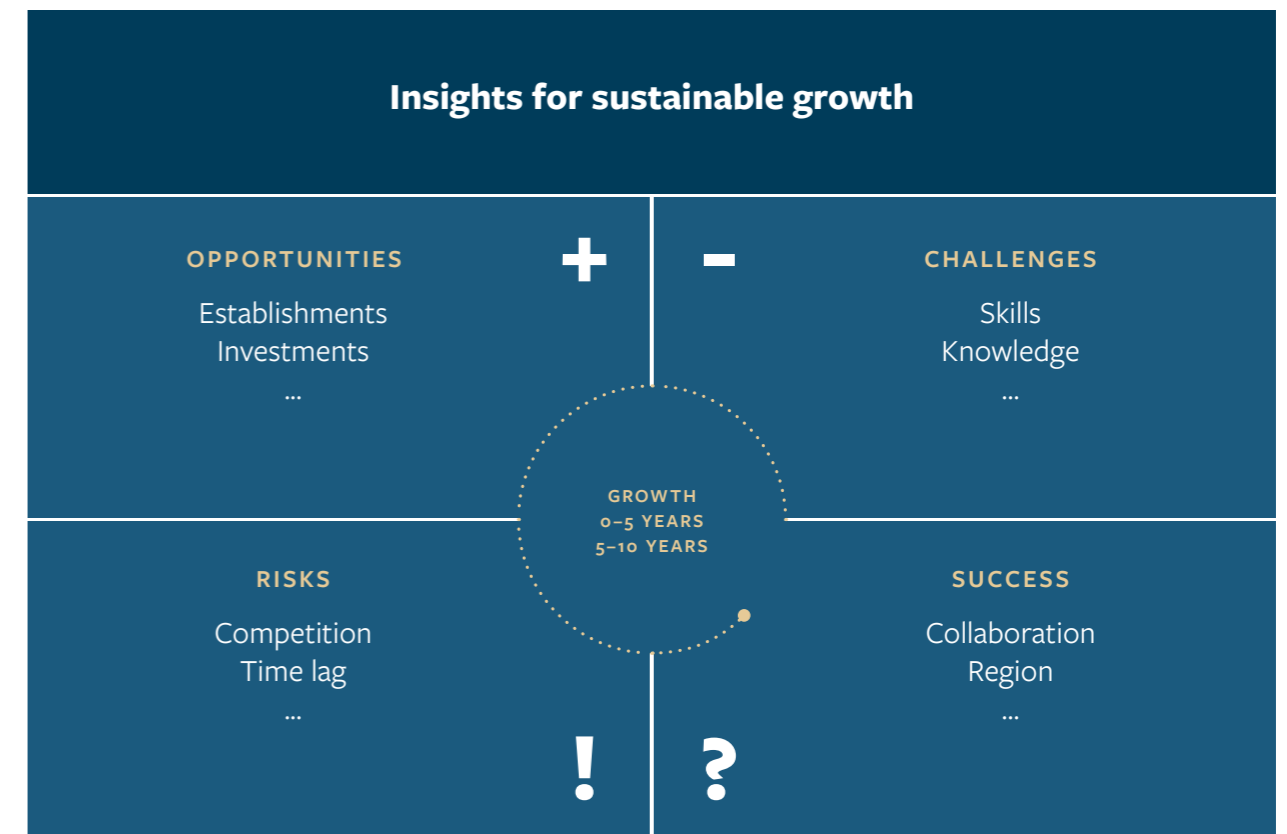 Insights for sustainable growth
OPPORTUNITIES
Establishments
Investments
...
+
-
CHALLENGES
Skills
Knowledge
...
GROWTH
0–5 YEARS
5–10 YEARS
RISKS
Competition
Time lag
...
!
?
SUCCESS
Collaboration
Region
...